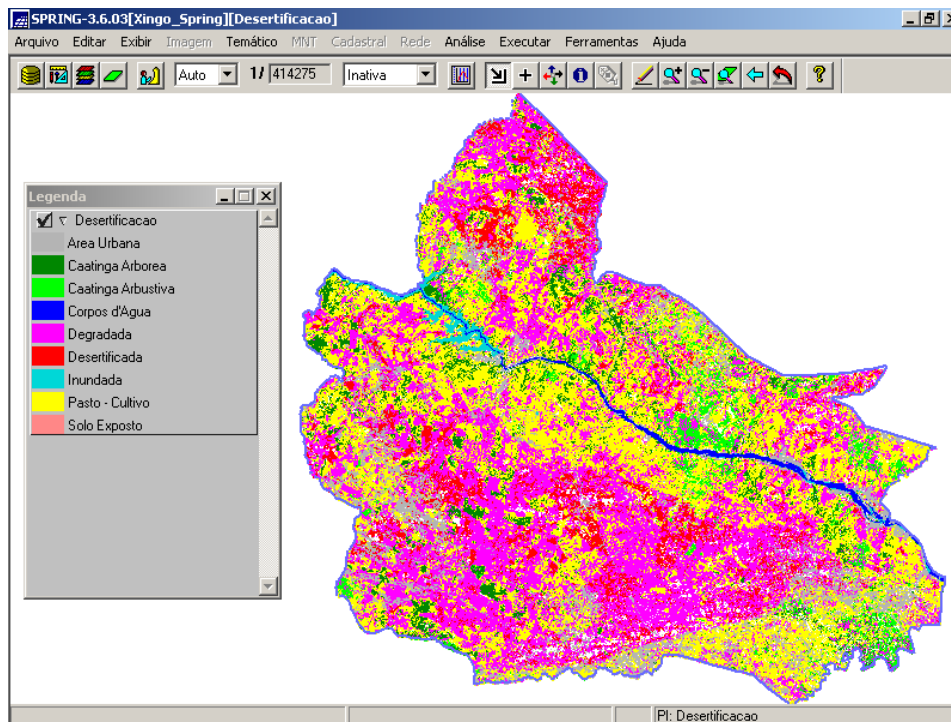 SPRING-3.6.03[Xingo_Spring][Desertificacao]
Arquivo Editar Exibir Imagem Temático MNT Cadastral Rede Análise Executar Ferramentas Ajuda
Auto 1/ 414275 Inativa
Legenda
Desertificacao
Area Urbana
Caatinga Arborea
Caatinga Arbustiva
Corpos d'Agua
Degradada
Desertificada
Inundada
Pasto - Cultivo
Solo Exposto
PI: Desertificacao